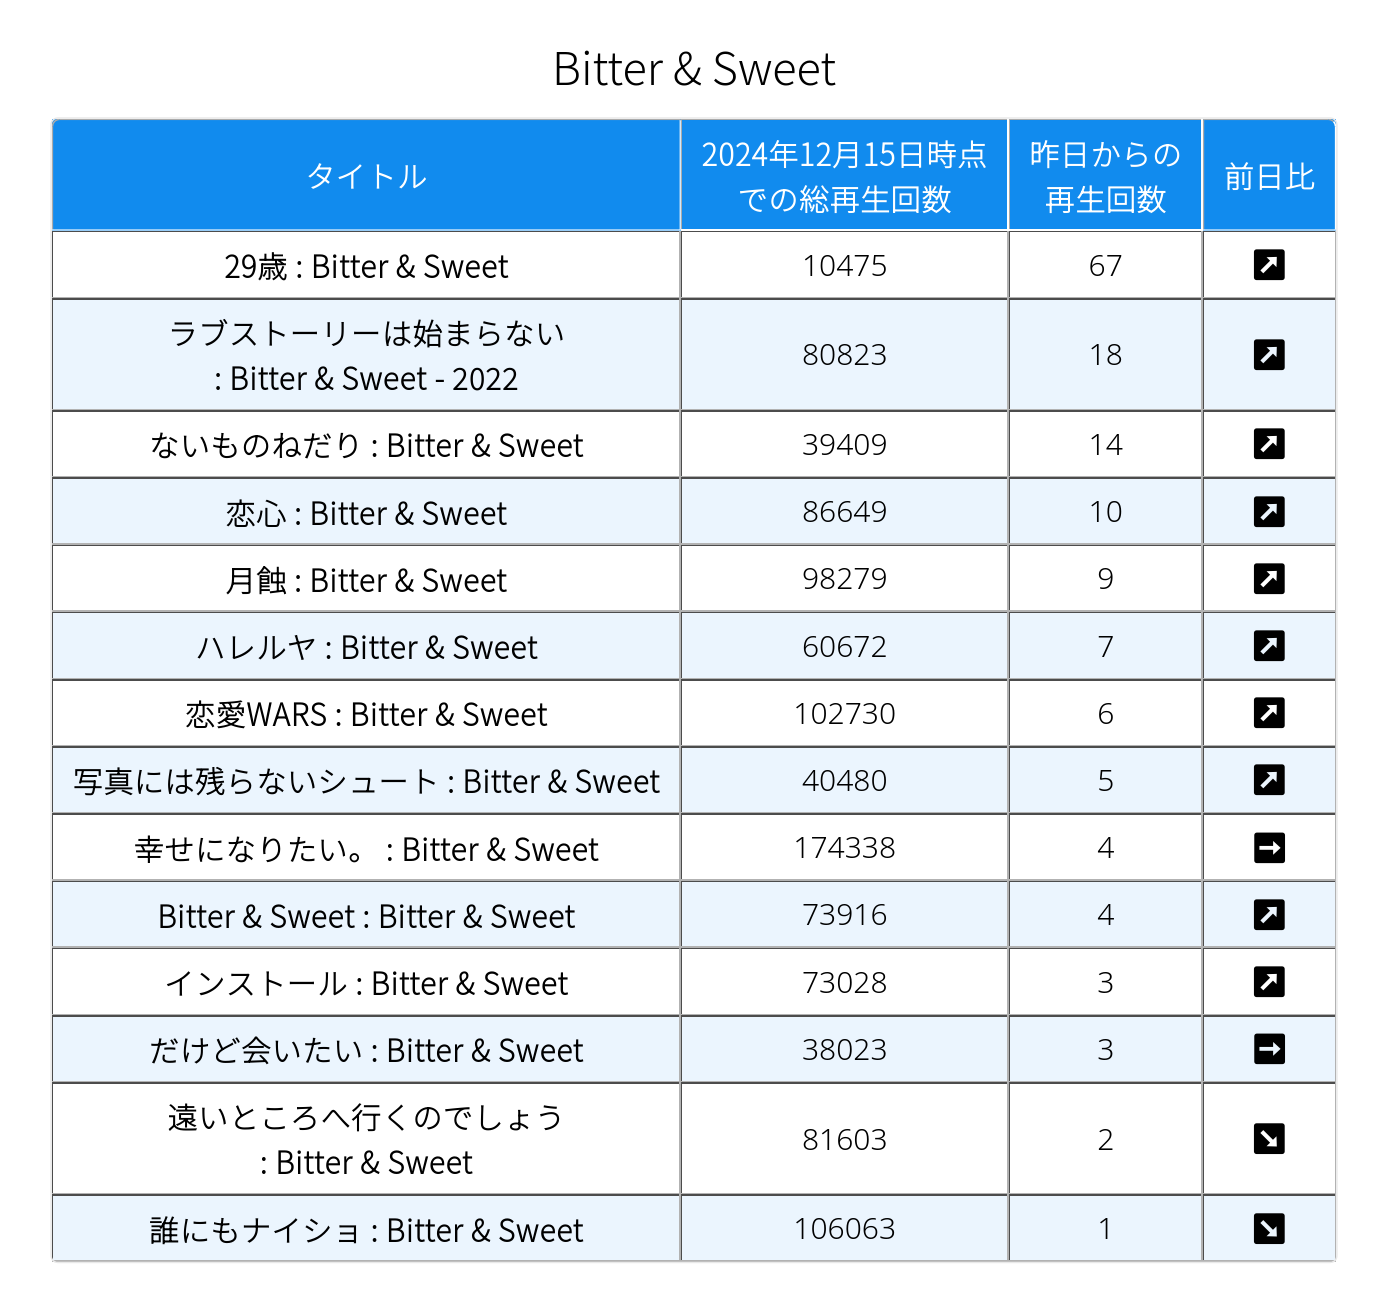 Bitter & Sweet
タイトル
2024年12月15日時点
での総再生回数
昨日からの
再生回数
前日比
29歳 : Bitter & Sweet 10475 67 ↗
ラブストーリーは始まらない
: Bitter & Sweet - 2022 80823 18 ↗
ないものねだり : Bitter & Sweet 39409 14 ↗
恋心 : Bitter & Sweet 86649 10 ↗
月蝕 : Bitter & Sweet 98279 9 ↗
ハレルヤ : Bitter & Sweet 60672 7 ↗
恋愛WARS : Bitter & Sweet 102730 6 ↗
写真には残らないシュート : Bitter & Sweet 40480 5 ↗
幸せになりたい。 : Bitter & Sweet 174338 4 →
Bitter & Sweet : Bitter & Sweet 73916 4 ↗
インストール : Bitter & Sweet 73028 3 ↗
だけど会いたい : Bitter & Sweet 38023 3 →
遠いところへ行くのでしょう
: Bitter & Sweet 81603 2 ↘
誰にもナイショ : Bitter & Sweet 106063 1 ↘